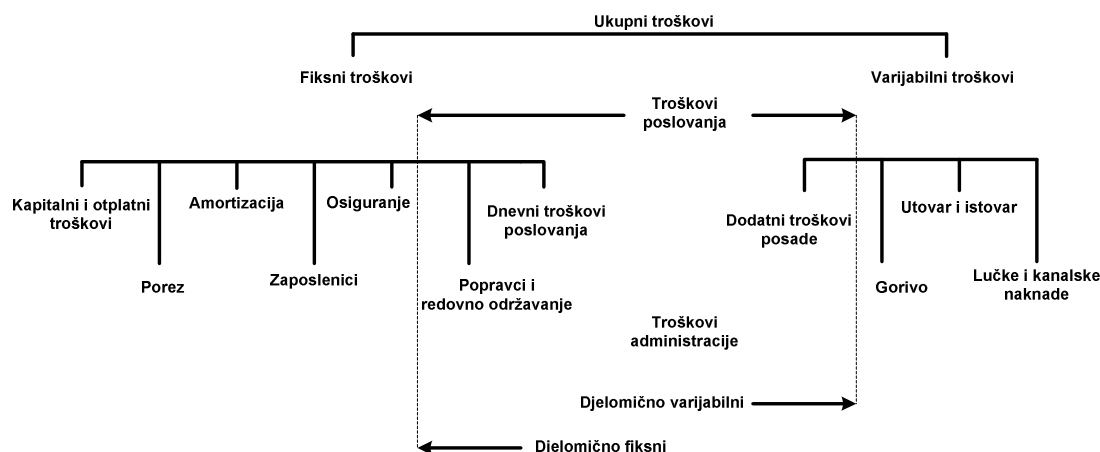 Ukupni troškovi
Fiksni troškovi
Varijabilni troškovi
Troškovi
poslovanja
Kapitalni i otplatni
troškovi
Porez
Amortizacija
Zaposlenici
Osiguranje
Popravci i
redovno održavanje
Dnevni troškovi
poslovanja
Dodatni troškovi
posade
Gorivo
Utovar i istovar
Lučke i kanalske
naknade
Troškovi
administracije
Djelomično varijabilni
Djelomično fiksni